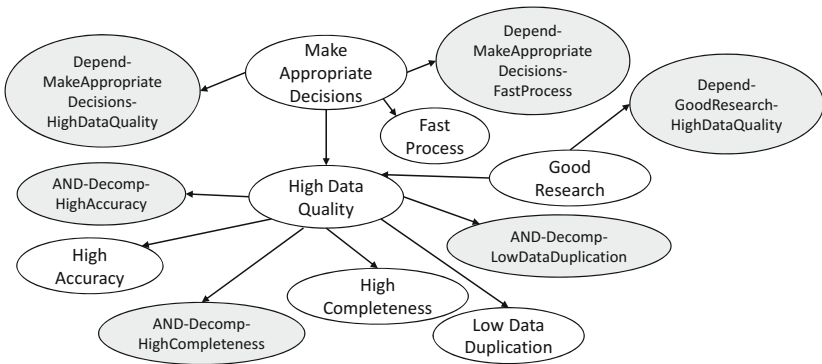 Depend-
MakeAppropriate
Decisions-
HighDataQuality
Make
Appropriate
Decisions
Depend-
MakeAppropriate
Decisions-
FastProcess
Depend-
GoodResearch-
HighDataQuality
Fast
Process
Good
Research
AND-Decomp-
HighAccuracy
High Data
Quality
AND-Decomp-
LowDataDuplication
High
Accuracy
High
Completeness
AND-Decomp-
HighCompleteness
Low Data
Duplication